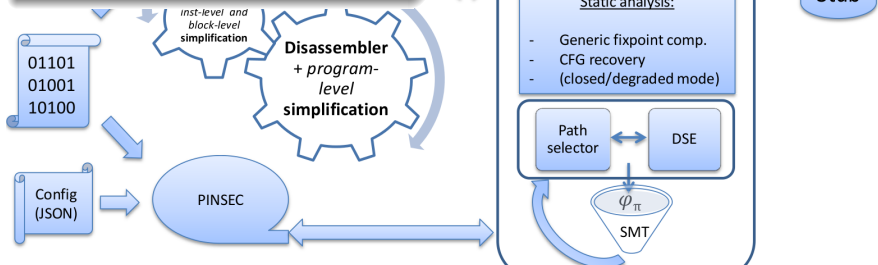 inst-level and
block-level
simplification
Disassembler
+ program-
level
simplification
01101
01001
10100
Config
(JSON)
PINSEC
Static analysis:
- Generic fixpoint comp.
- CFG recovery
- (closed/degraded mode)
Path
selector
DSE
φπ
SMT
Stub